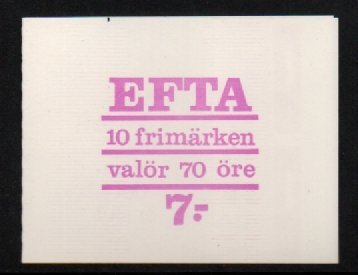 EFTA
10 frimärken
valör 70 öre
7:-